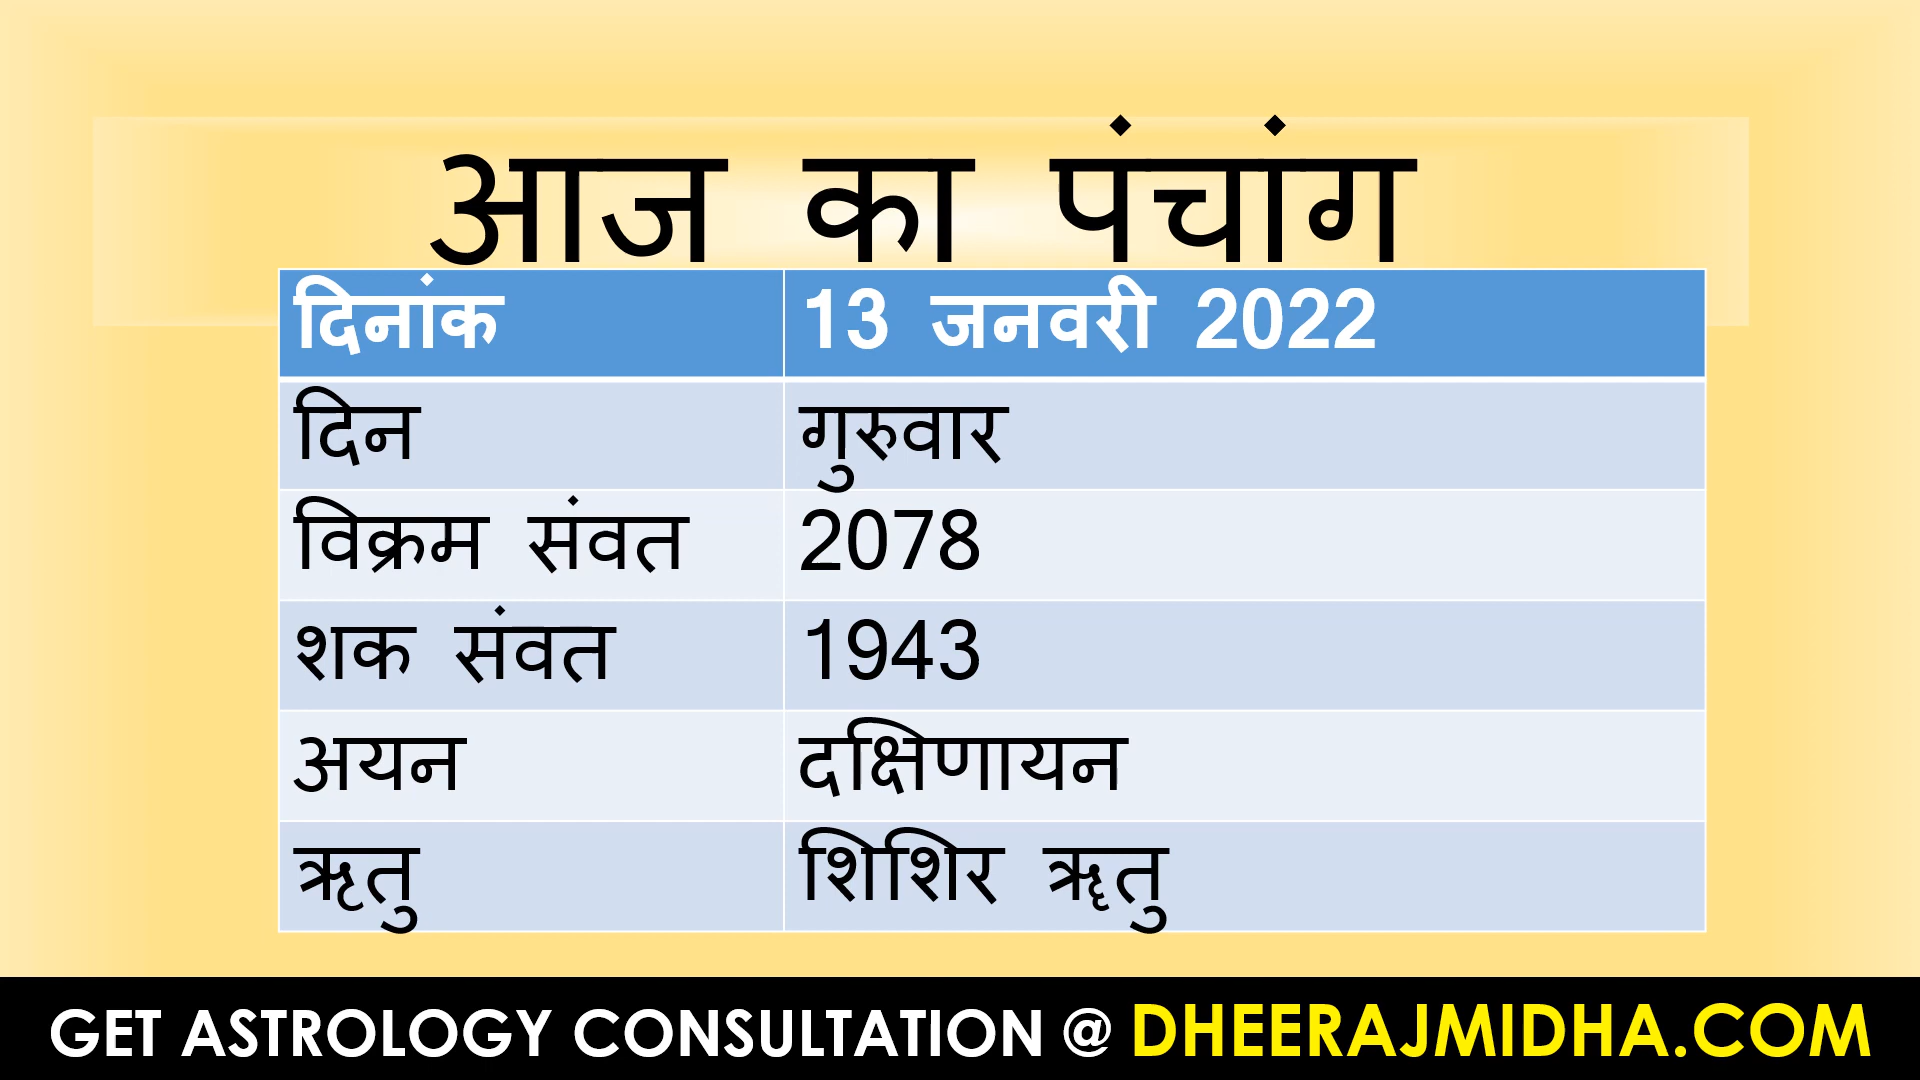 आज का पंचांग
दिनांक 13 जनवरी 2022
दिन गुरुवार
विक्रम संवत 2078
शक संवत 1943
अयन दक्षिणायन
ऋतु शिशिर ॠतु
GET ASTROLOGY CONSULTATION @ DHEERAJMIDHA.COM